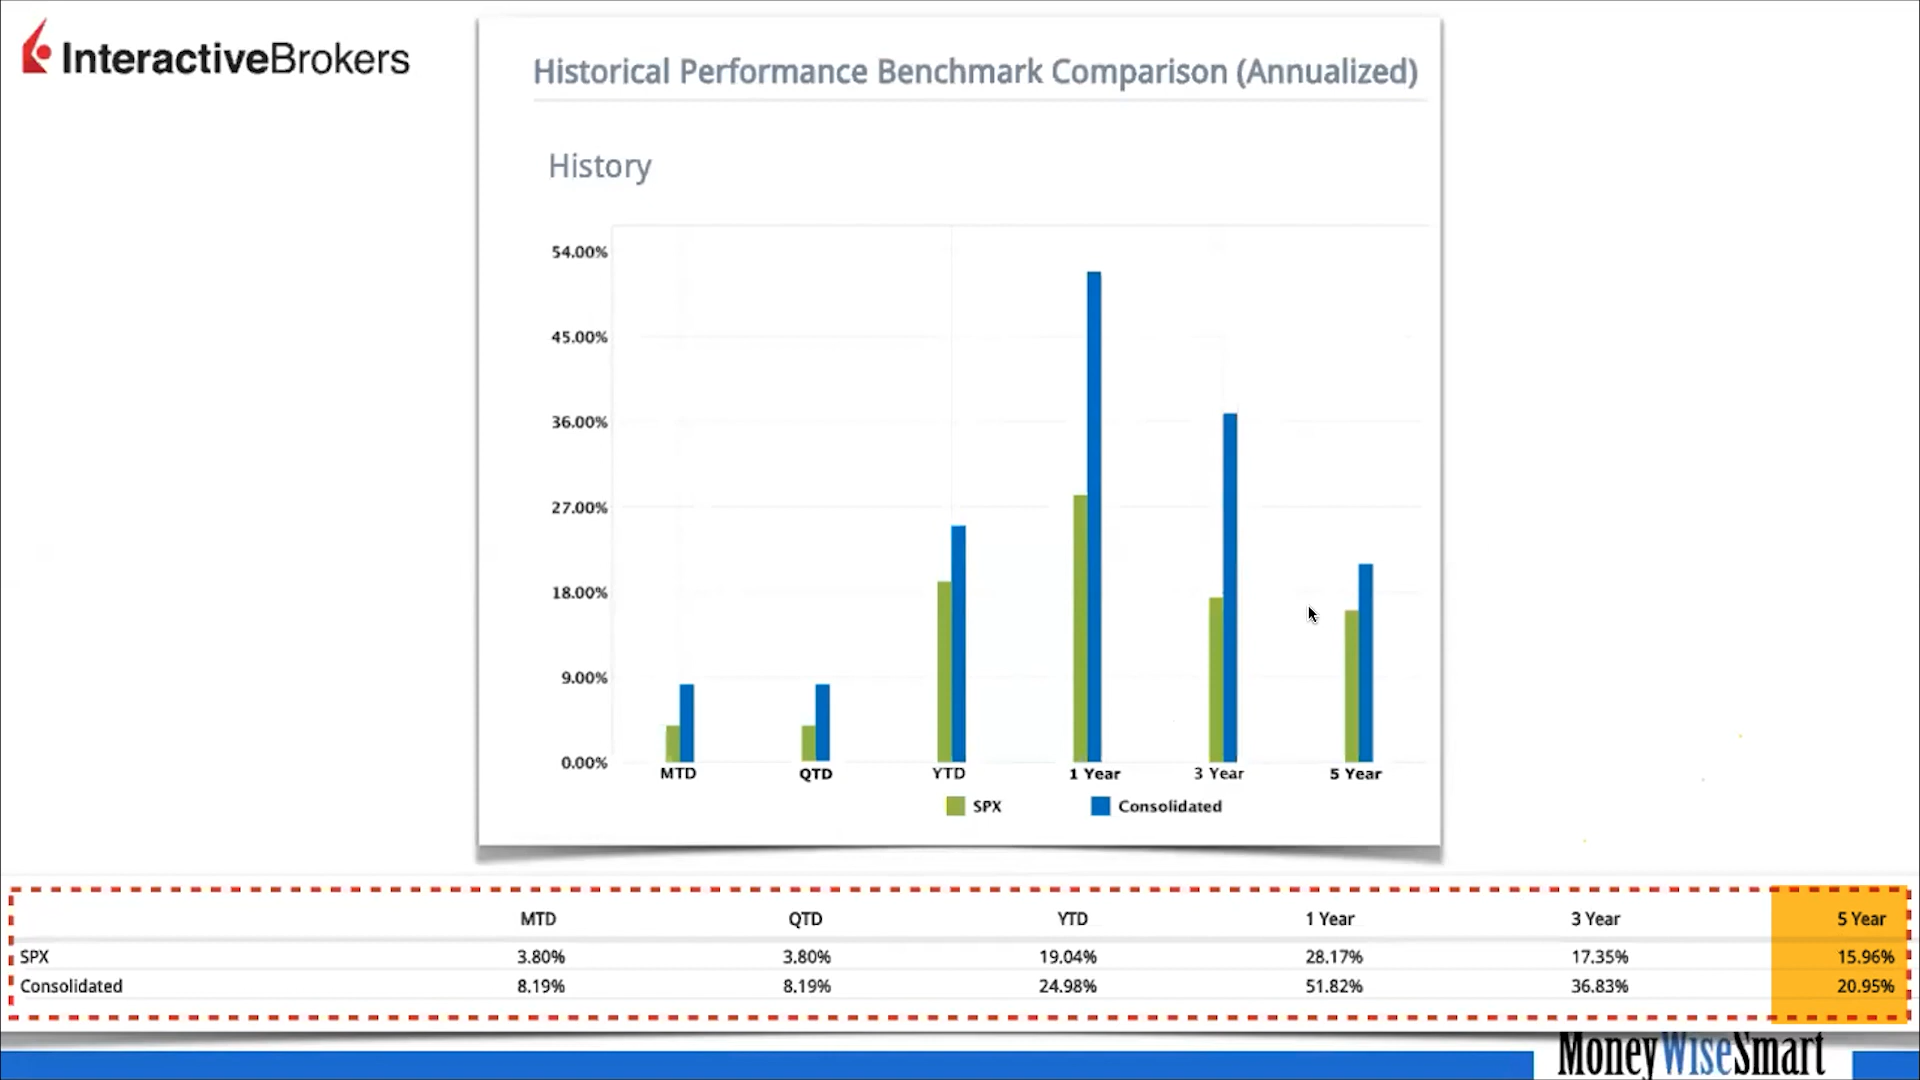 InteractiveBrokers
Historical Performance Benchmark Comparison (Annualized)
History
54.00%
45.00%
36.00%
27.00%
18.00%
9.00%
0.00%
MTD QTD YTD 1 Year 3 Year 5 Year
SPX Consolidated
MTD QTD YTD 1 Year 3 Year 5 Year
SPX 3.80% 3.80% 19.04% 28.17% 17.35% 15.96%
Consolidated 8.19% 8.19% 24.98% 51.82% 36.83% 20.95%
MoneyWiseSmart